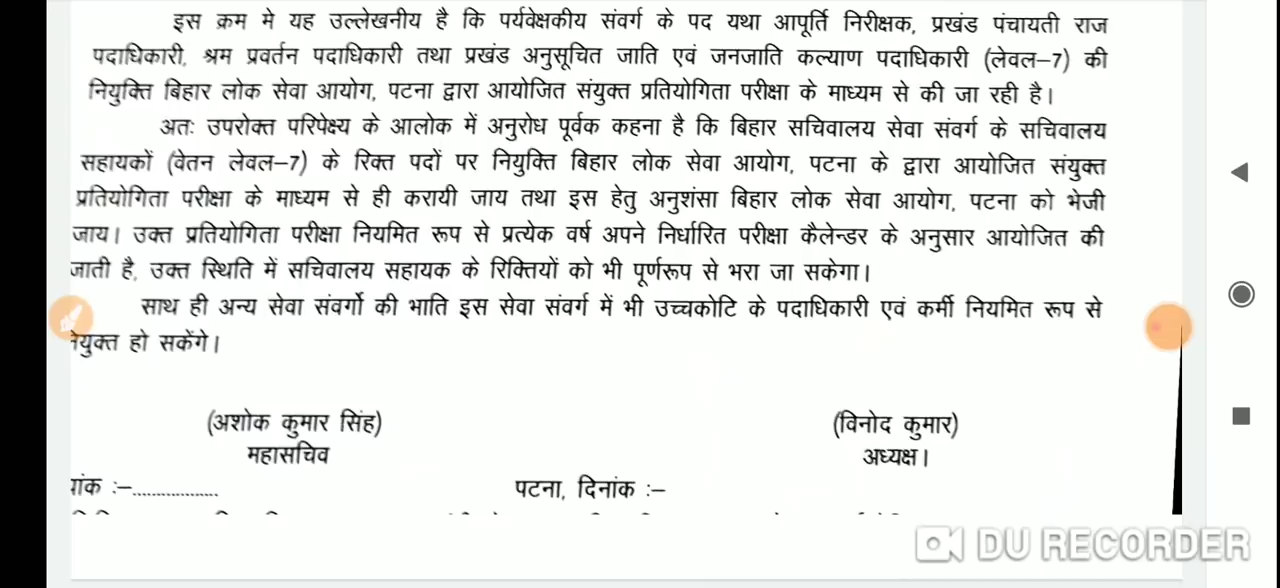 इस क्रम मे यह उल्लेखनीय है कि पर्यवेक्षकीय संवर्ग के पद यथा आपूर्ति निरीक्षक, प्रखंड पंचायती राज
पदाधिकारी, श्रम प्रवर्तन पदाधिकारी तथा प्रखंड अनुसूचित जाति एवं जनजाति कल्याण पदाधिकारी (लेवल–7) की
नियुक्ति बिहार लोक सेवा आयोग, पटना द्वारा आयोजित संयुक्त प्रतियोगिता परीक्षा के माध्यम से की जा रही है।
अतः उपरोक्त परिपेक्ष्य के आलोक में अनुरोध पूर्वक कहना है कि बिहार सचिवालय सेवा संवर्ग के सचिवालय
सहायकों (वेतन लेवल–7) के रिक्त पदों पर नियुक्ति बिहार लोक सेवा आयोग, पटना के द्वारा आयोजित संयुक्त
प्रतियोगिता परीक्षा के माध्यम से ही करायी जाय तथा इस हेतु अनुशंसा बिहार लोक सेवा आयोग, पटना को भेजी
जाय। उक्त प्रतियोगिता परीक्षा नियमित रूप से प्रत्येक वर्ष अपने निर्धारित परीक्षा कैलेन्डर के अनुसार आयोजित की
जाती है, उक्त स्थिति में सचिवालय सहायक के रिक्तियों को भी पूर्णरूप से भरा जा सकेगा।
साथ ही अन्य सेवा संवर्गो की भाति इस सेवा संवर्ग में भी उच्चकोटि के पदाधिकारी एवं कर्मी नियमित रूप से
हो सकेंगे।
(अशोक कुमार सिंह) (विनोद कुमार)
महासचिव अध्यक्ष।
:–................. पटना, दिनांक :–
DU RECORDER